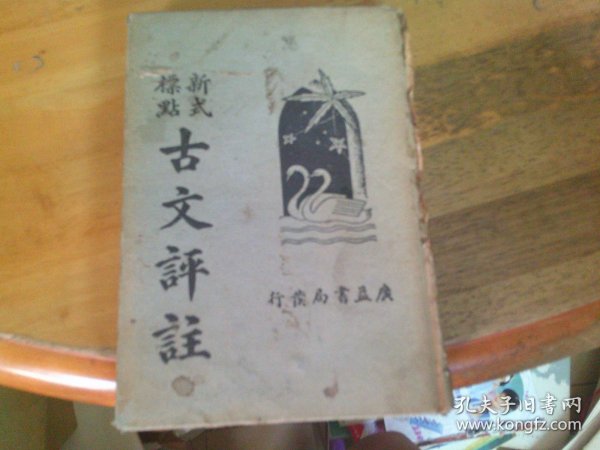 新式
標點
古文評註
廣益書局發行
孔夫子旧书网
www.kongfz.com